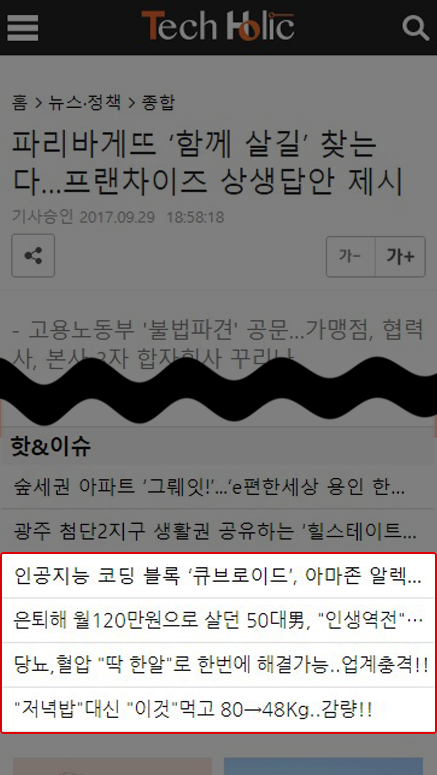 Tech Holic
홈 > 뉴스·정책 > 종합
파리바게뜨 ‘함께 살길’ 찾는
다...프랜차이즈 상생답안 제시
기사승인 2017.09.29 18:58:18
가- 가+
- 고용노동부 '불법파견' 공문...가맹점, 협력
사, 본사 3자 합자회사 꾸리나
핫&이슈
숲세권 아파트 ‘그뤠잇!’...‘e편한세상 용인 한...
광주 첨단2지구 생활권 공유하는 ‘힐스테이트...
인공지능 코딩 블록 ‘큐브로이드’, 아마존 알렉...
은퇴해 월120만원으로 살던 50대男, "인생역전"...
당뇨,혈압 "딱 한알"로 한번에 해결가능..업계충격!!
"저녁밥"대신 "이것"먹고 80→48Kg..감량!!